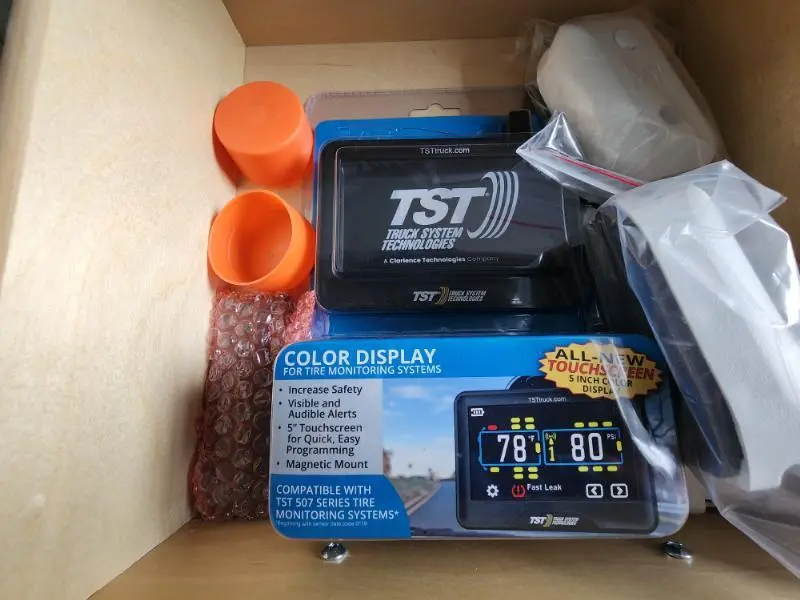 TSTtruck.com
TST
TRUCK SYSTEM
TECHNOLOGIES
A Clarience Technologies Company
TST TRUCK SYSTEM
TECHNOLOGIES
COLOR DISPLAY
FOR TIRE MONITORING SYSTEMS
• Increase Safety
• Visible and
Audible Alerts
• 5" Touchscreen
for Quick, Easy
Programming
• Magnetic Mount
COMPATIBLE WITH
TST 507 SERIES TIRE
MONITORING SYSTEMS*
ALL-NEW
TOUCHSCREEN
5 INCH COLOR
DISPLAY
TSTtruck.com
78 °F 1 80 PSI
Fast Leak
TST TRUCK SYSTEM
TECHNOLOGIES